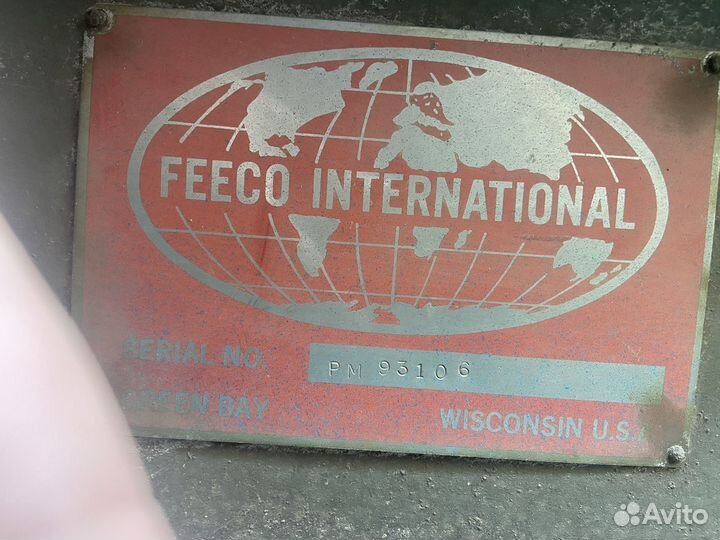 FEECO INTERNATIONAL
SERIAL NO. PM 93106
GREEN BAY WISCONSIN U.S.
Avito